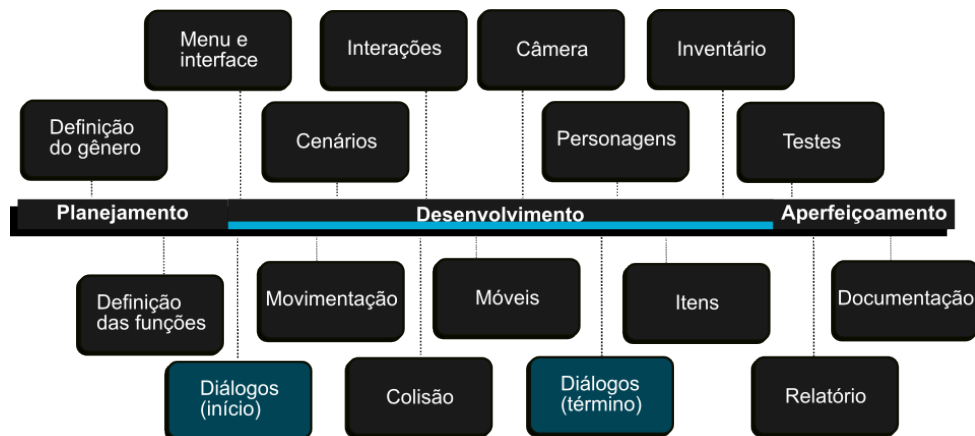 Menu e
interface
Interações
Câmera
Inventário
Definição
do gênero
Cenários
Personagens
Testes
Planejamento
Desenvolvimento
Aperfeiçoamento
Definição
das funções
Movimentação
Móveis
Itens
Documentação
Diálogos
(início)
Colisão
Diálogos
(término)
Relatório